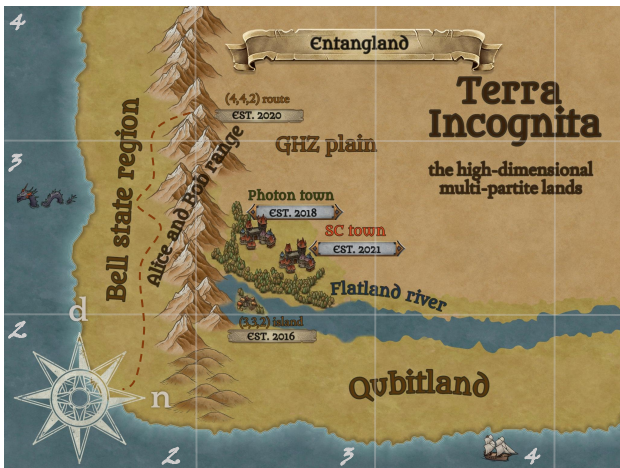 4
Entangland
Terra
Incognita
(4,4,2) route
EST. 2020
GHZ plain
3
the high-dimensional
multi-partite lands
Bell state region
Alice and Bob range
Photon town
EST. 2018
SC town
EST. 2021
Flatland river
d
2
(3,3,2) island
EST. 2016
Qubitland
n
2
3
4